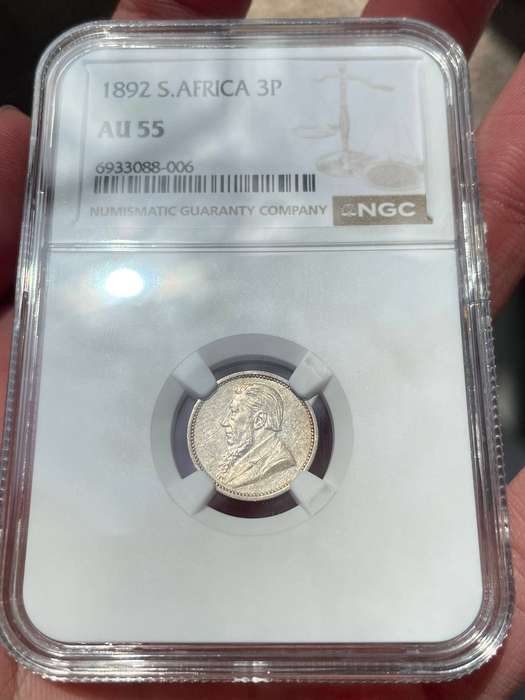 1892 S.AFRICA 3P
AU 55
6933088-006
NUMISMATIC GUARANTY COMPANY NGC